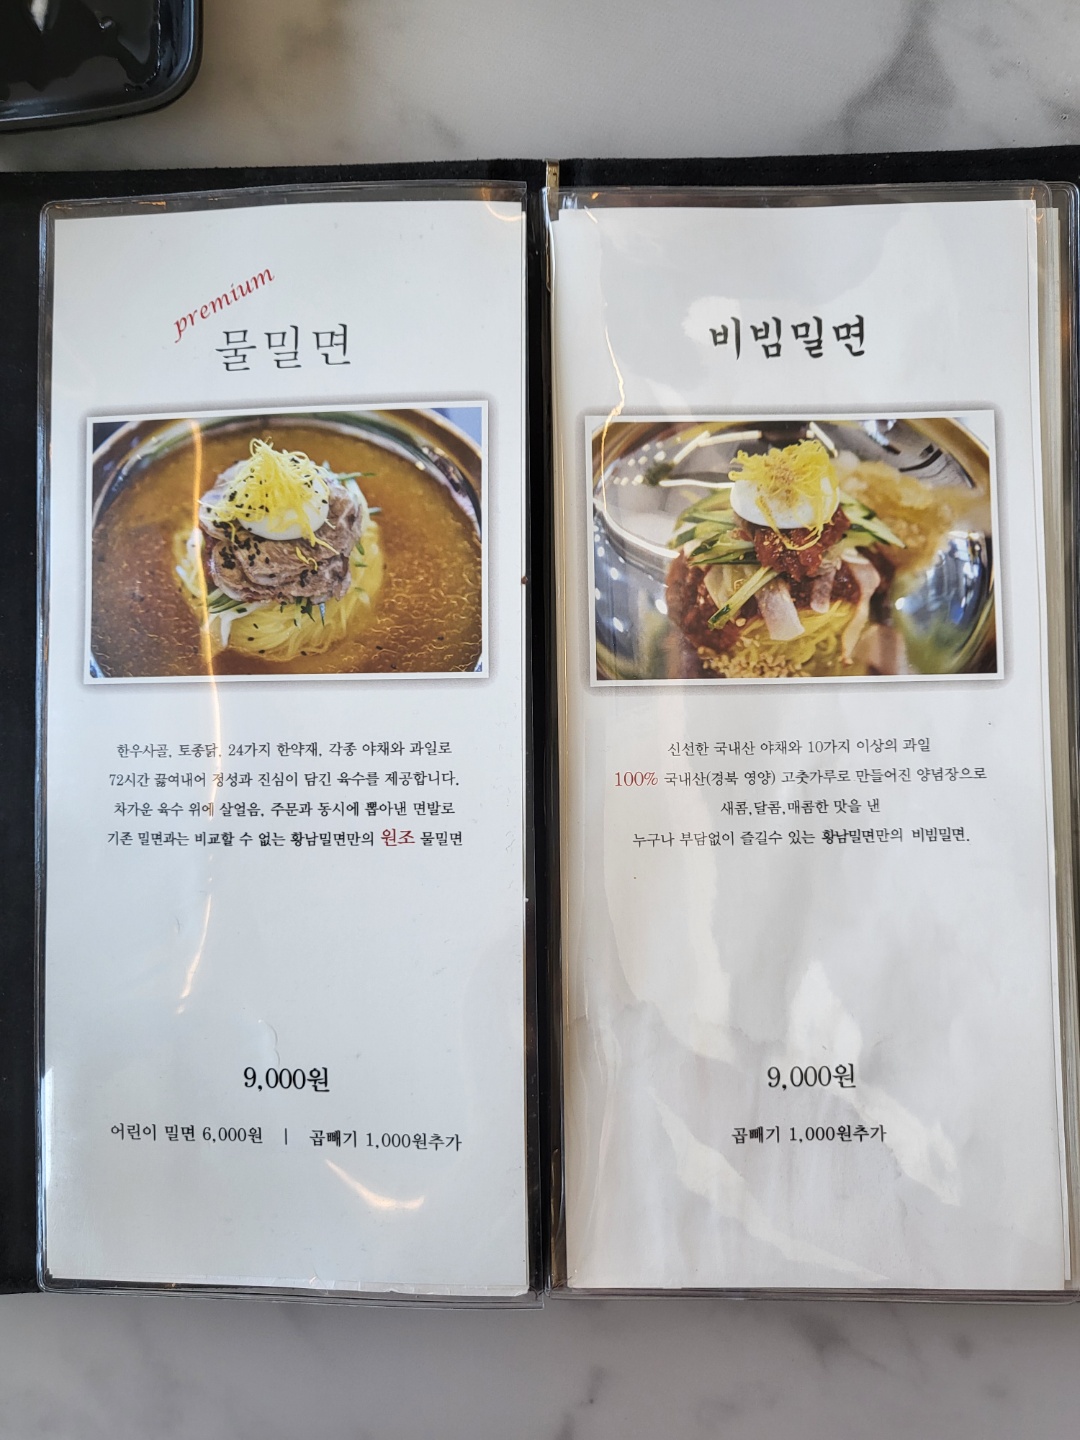 premium
물밀면
한우사골, 토종닭, 24가지 한약재, 각종 야채와 과일로
72시간 끓여내어 정성과 진심이 담긴 육수를 제공합니다.
차가운 육수 위에 살얼음, 주문과 동시에 뽑아낸 면발로
기존 밀면과는 비교할 수 없는 황남밀면만의 원조 물밀면
9,000원
어린이 밀면 6,000원 | 곱빼기 1,000원추가
비빔밀면
신선한 국내산 야채와 10가지 이상의 과일
100% 국내산(경북 영양) 고춧가루로 만들어진 양념장으로
새콤,달콤,매콤한 맛을 낸
누구나 부담없이 즐길수 있는 황남밀면만의 비빔밀면.
9,000원
곱빼기 1,000원추가